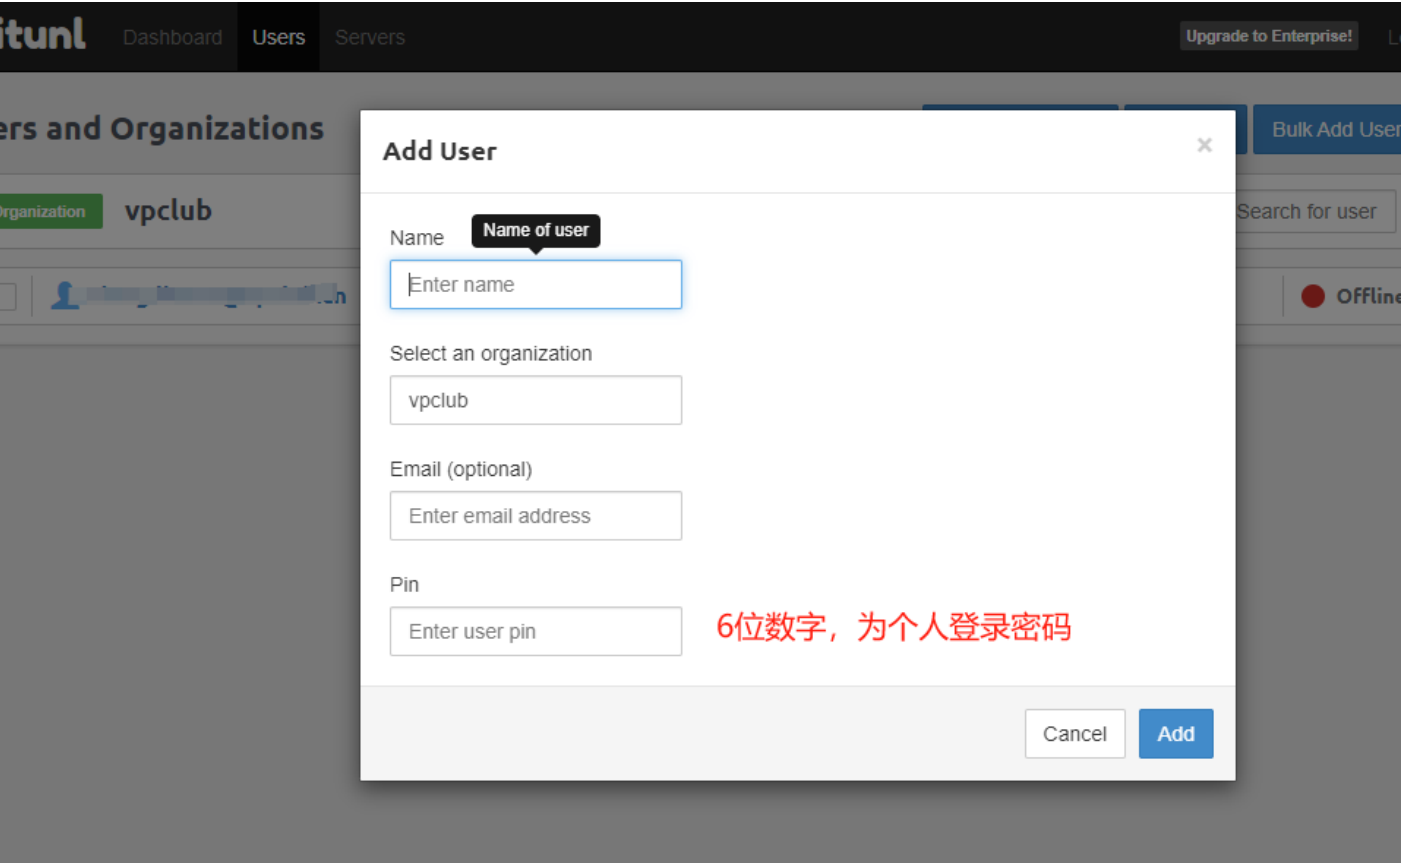 itunl Dashboard Users Servers Upgrade to Enterprise!
ers and Organizations
Bulk Add User
Organization vpclub
Search for user
Offline
Add User
×
Name
Name of user
Enter name
Select an organization
vpclub
Email (optional)
Enter email address
Pin
Enter user pin
6位数字，为个人登录密码
Cancel
Add